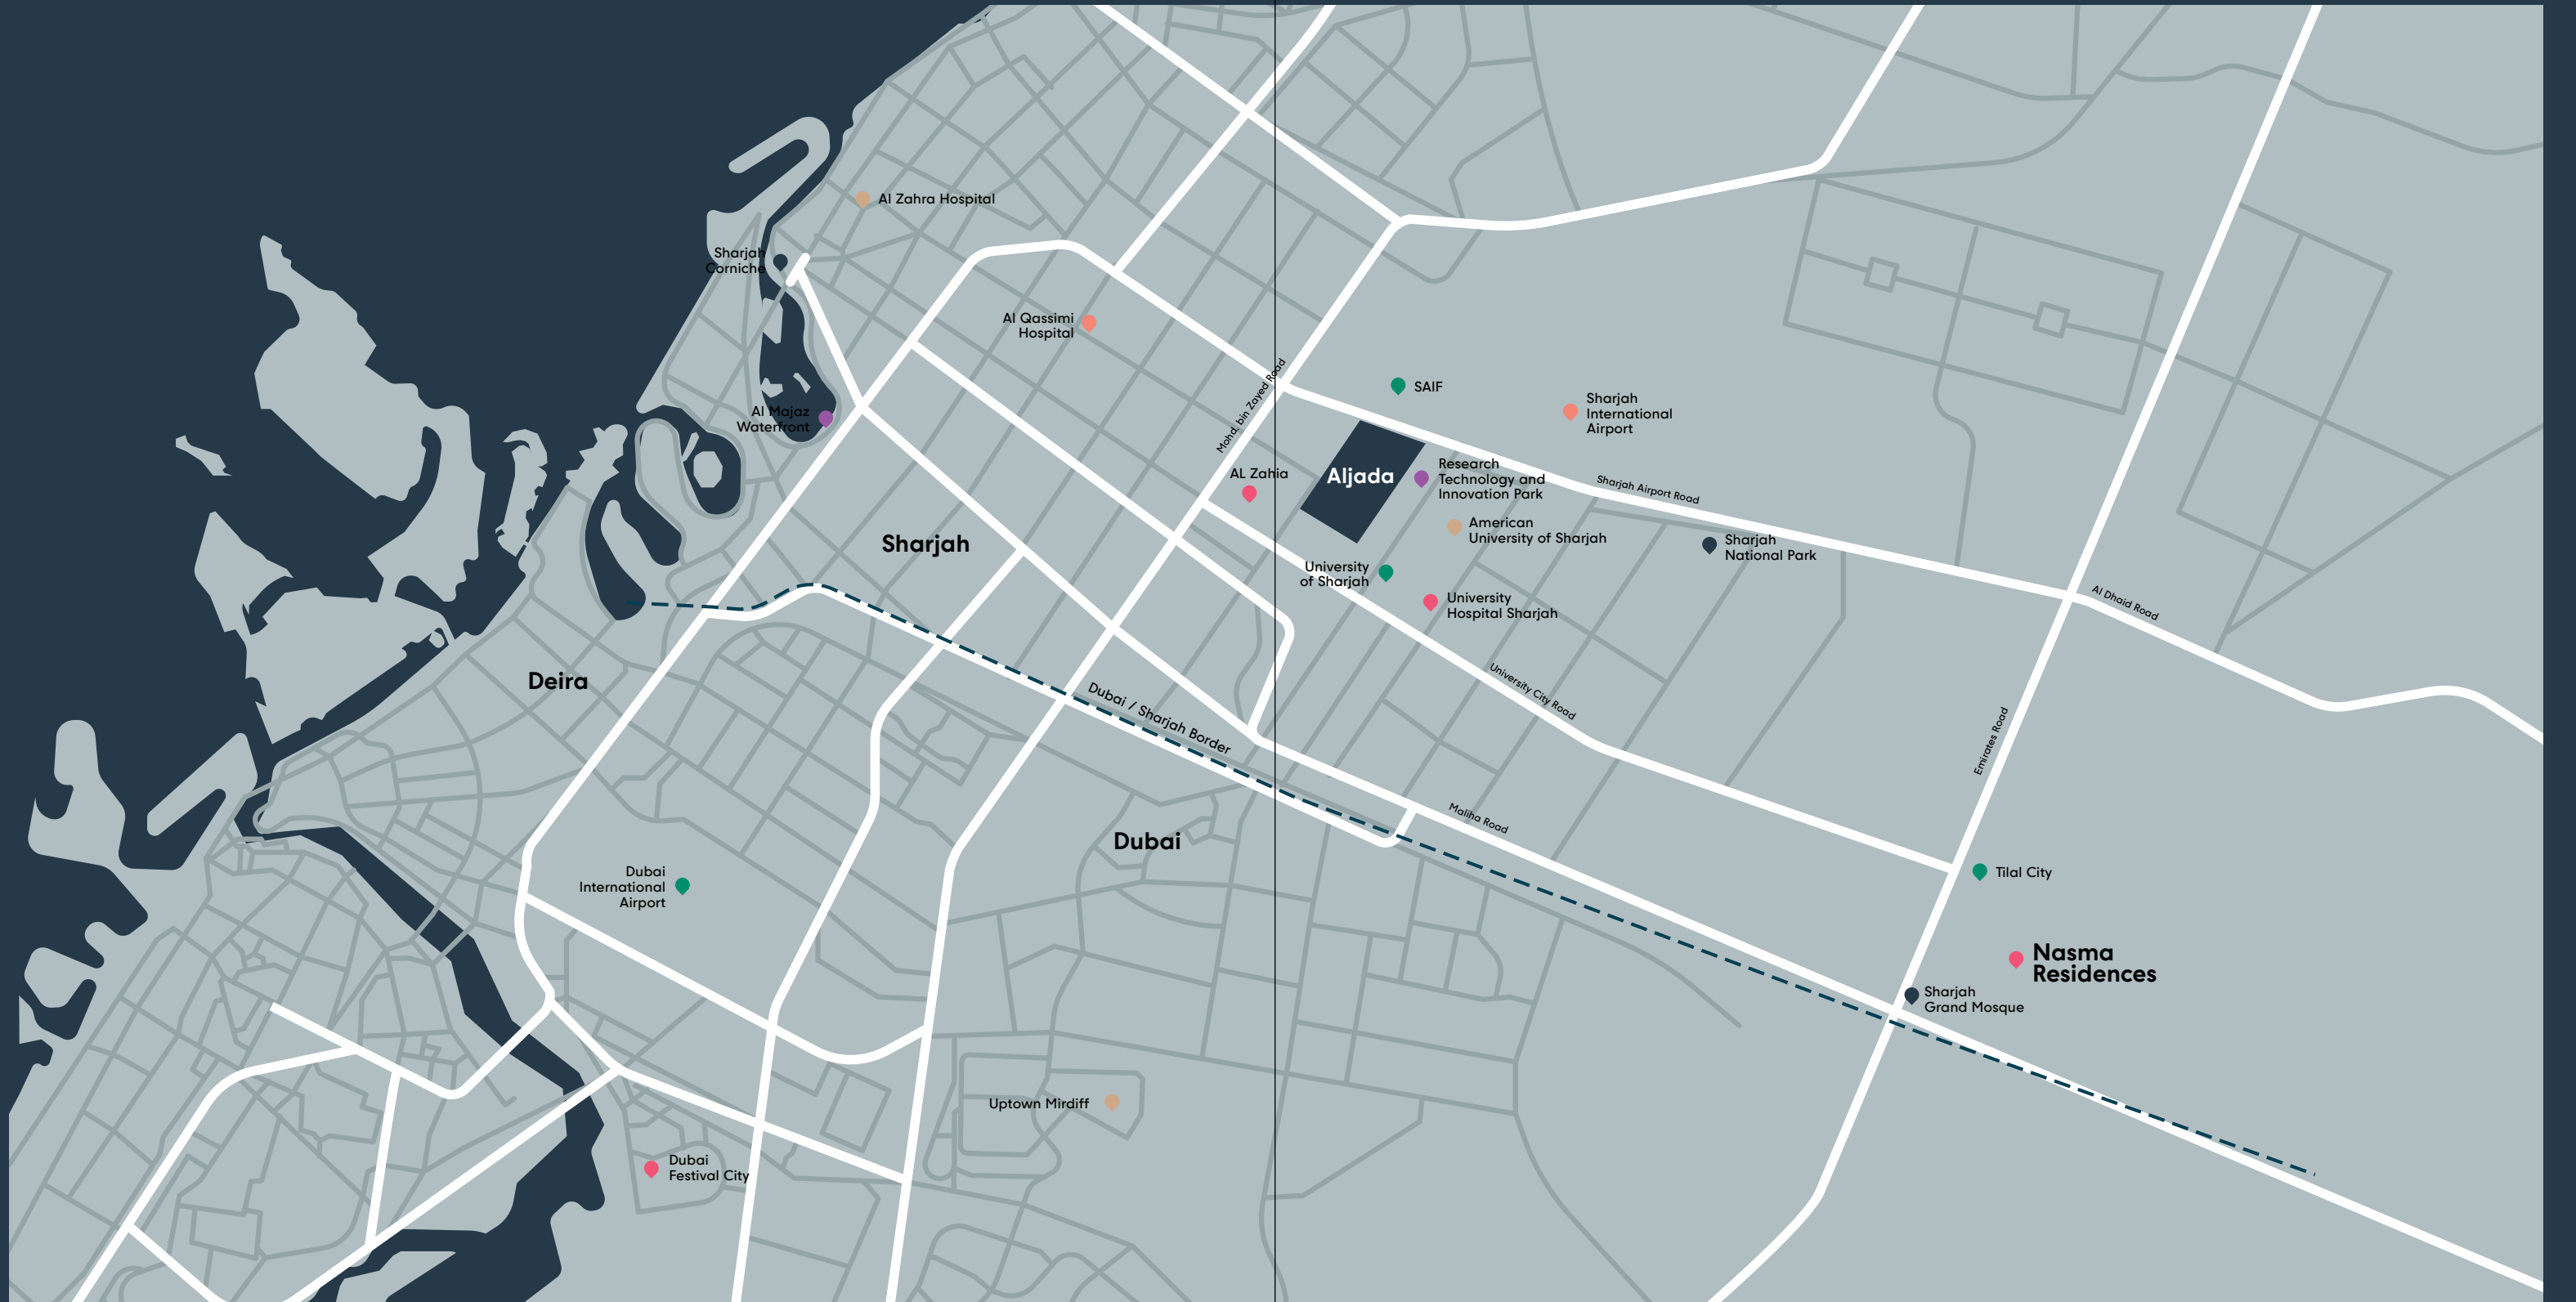 Al Zahra Hospital
Sharjah
Corniche
Al Qassimi
Hospital
Mohd. bin Zayed Road
SAIF
Sharjah
International
Airport
Al Majaz
Waterfront
AL Zahia
Aljada
Research
Technology and
Innovation Park
Sharjah Airport Road
American
University of Sharjah
Sharjah
National Park
Sharjah
University
of Sharjah
University
Hospital Sharjah
Al Dhaid Road
Deira
University City Road
Dubai / Sharjah Border
Emirates Road
Maliha Road
Dubai
Dubai
International
Airport
Tilal City
Nasma
Residences
Sharjah
Grand Mosque
Uptown Mirdiff
Dubai
Festival City